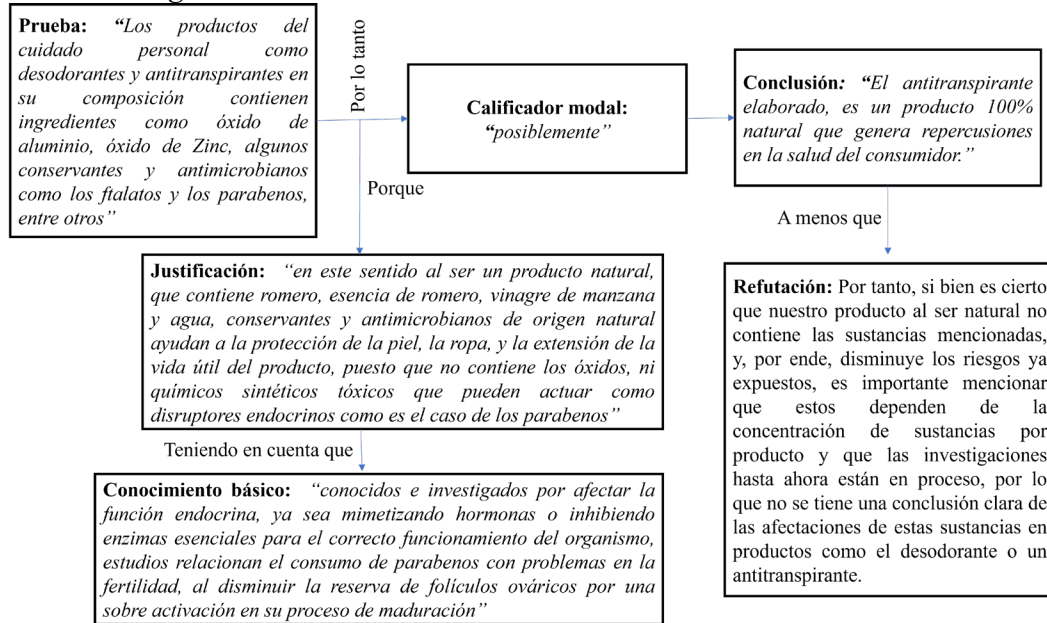 Prueba: “Los productos del
cuidado personal como
desodorantes y antitranspirantes en
su composición contienen
ingredientes como óxido de
aluminio, óxido de Zinc, algunos
conservantes y antimicrobianos
como los ftalatos y los parabenos,
entre otros”
Por lo tanto
Calificador modal:
“posiblemente”
Conclusión: “El antitranspirante
elaborado, es un producto 100%
natural que genera repercusiones
en la salud del consumidor.”
Porque
A menos que
Justificación: “en este sentido al ser un producto natural,
que contiene romero, esencia de romero, vinagre de manzana
y agua, conservantes y antimicrobianos de origen natural
ayudan a la protección de la piel, la ropa, y la extensión de la
vida útil del producto, puesto que no contiene los óxidos, ni
químicos sintéticos tóxicos que pueden actuar como
disruptores endocrinos como es el caso de los parabenos”
Refutación: Por tanto, si bien es cierto
que nuestro producto al ser natural no
contiene las sustancias mencionadas,
y, por ende, disminuye los riesgos ya
expuestos, es importante mencionar
que estos dependen de la
concentración de sustancias por
producto y que las investigaciones
hasta ahora están en proceso, por lo
que no se tiene una conclusión clara de
las afectaciones de estas sustancias en
productos como el desodorante o un
antitranspirante.
Teniendo en cuenta que
Conocimiento básico: “conocidos e investigados por afectar la
función endocrina, ya sea mimetizando hormonas o inhibiendo
enzimas esenciales para el correcto funcionamiento del organismo,
estudios relacionan el consumo de parabenos con problemas en la
fertilidad, al disminuir la reserva de folículos ováricos por una
sobre activación en su proceso de maduración”